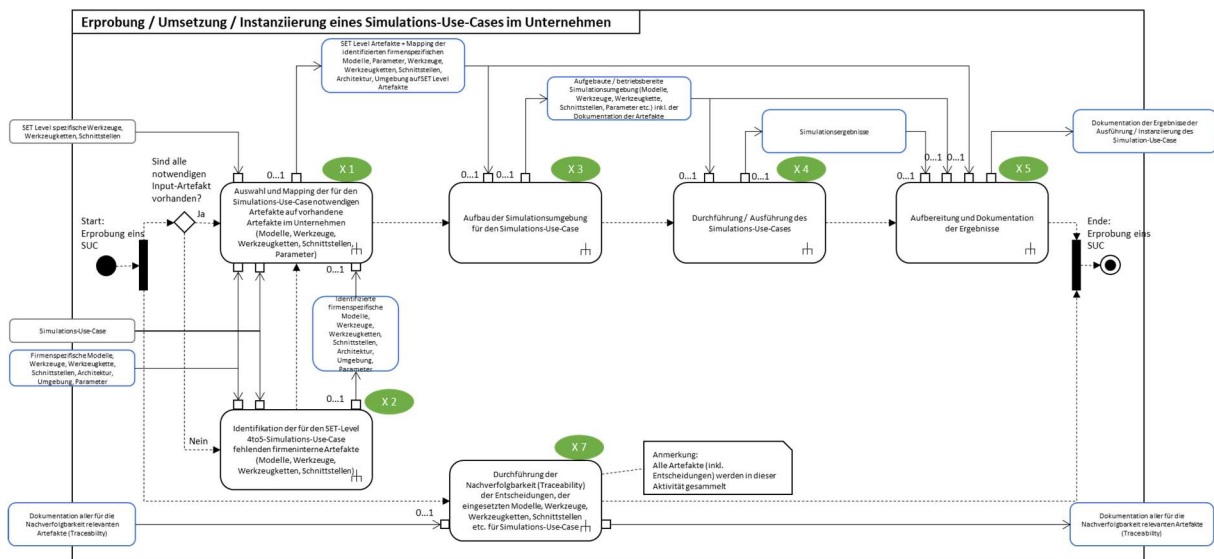 Erprobung / Umsetzung / Instanziierung eines Simulations-Use-Cases im Unternehmen
SET Level Artefakte + Mapping der
identifizierten firmenspezifischen
Modelle, Parameter, Werkzeuge,
Werkzeugketten, Schnittstellen,
Architektur, Umgebung auf SET Level
Artefakte
Aufgebaute / betriebsbereite
Simulationsumgebung (Modelle,
Werkzeuge, Werkzeugkette,
Schnittstellen, Parameter etc.) inkl. der
Dokumentation der Artefakte
Simulationsergebnisse
Dokumentation der Ergebnisse der
Ausführung / Instanziierung des
Simulation-Use-Case
SET Level spezifische Werkzeuge,
Werkzeugketten, Schnittstellen
Sind alle
notwendigen
Input-Artefakt
vorhanden?
Ja
Start:
Erprobung eins
SUC
0...1
X 1
Auswahl und Mapping der für den
Simulations-Use-Case notwendigen
Artefakte auf vorhandene
Artefakte im Unternehmen
(Modelle, Werkzeuge,
Werkzeugketten, Schnittstellen,
Parameter)
0...1
0...1
0...1
X 3
Aufbau der Simulationsumgebung
für den Simulations-Use-Case
0...1
0...1
X 4
Durchführung / Ausführung des
Simulations-Use-Cases
0...1
0...1
0...1
X 5
Aufbereitung und Dokumentation
der Ergebnisse
Ende:
Erprobung eins
SUC
Simulations-Use-Case
Firmenspezifische Modelle,
Werkzeuge, Werkzeugkette,
Schnittstellen, Architektur,
Umgebung, Parameter
Identifizierte
firmenspezifische
Modelle,
Werkzeuge,
Werkzeugketten,
Schnittstellen,
Architektur,
Umgebung,
Parameter
0...1
X 2
Nein
Identifikation der für den SET-Level
4to5-Simulations-Use-Case
fehlenden firmeninterne Artefakte
(Modelle, Werkzeuge,
Werkzeugketten, Schnittstellen)
X 7
Durchführung der
Nachverfolgbarkeit (Traceability)
der Entscheidungen, der
eingesetzten Modelle, Werkzeuge,
Werkzeugketten, Schnittstellen
etc. für Simulations-Use-Case
Anmerkung:
Alle Artefakte (inkl.
Entscheidungen) werden in dieser
Aktivität gesammelt
0...1
Dokumentation aller für die
Nachverfolgbarkeit relevanten
Artefakte (Traceability)
Dokumentation aller für die
Nachverfolgbarkeit relevanten Artefakte
(Traceability)